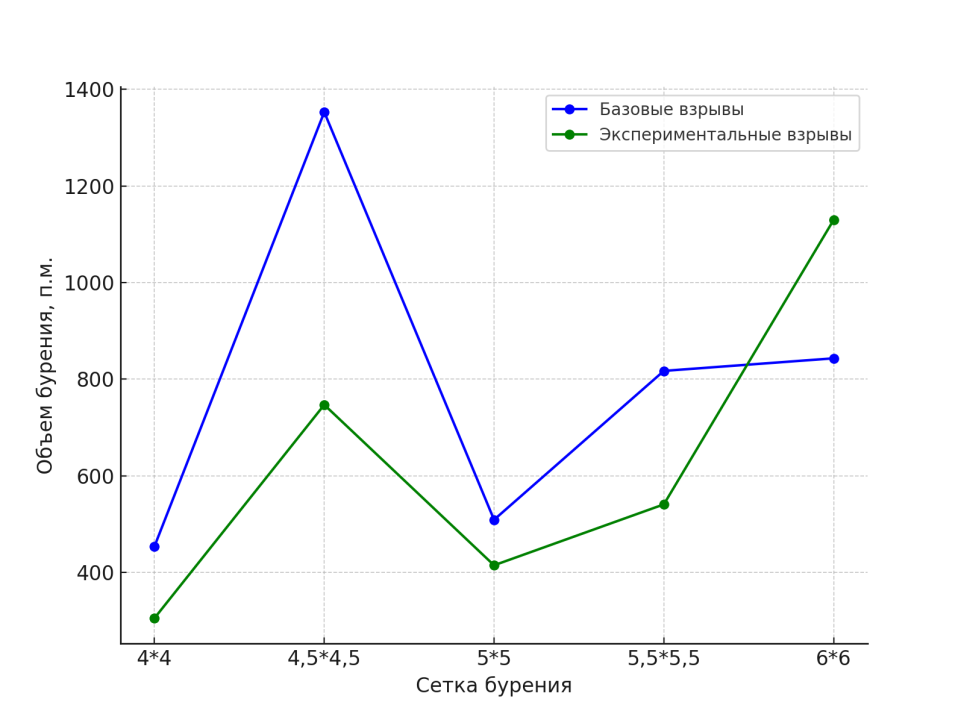 Базовые взрывы
Экспериментальные взрывы
1400
1200
1000
800
600
400
Объем бурения, п.м.
4*4
4,5*4,5
5*5
5,5*5,5
6*6
Сетка бурения